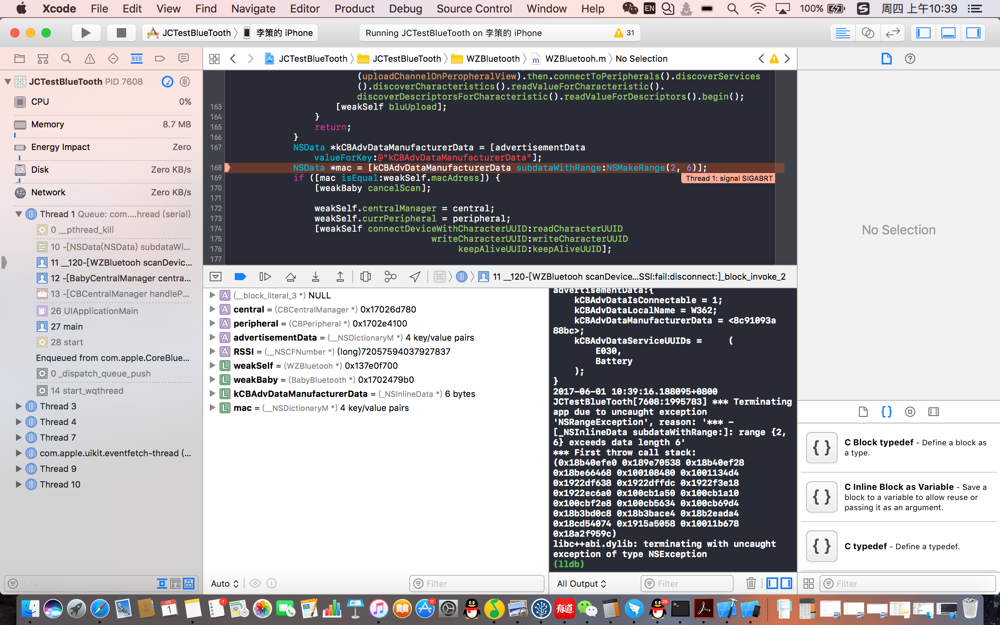 Xcode File Edit View Find Navigate Editor Product Debug Source Control Window Help EN 100% 周四 上午10:39
JCTestBlueTooth 李策的 iPhone
Running JCTestBlueTooth on 李策的 iPhone 31
JCTestBlueTooth JCTestBlueTooth WZBluetooth m WZBluetooh.m No Selection
JCTestBlueTooth PID 7608
CPU 0%
Memory 8.7 MB
Energy Impact Zero
Disk Zero KB/s
Network Zero KB/s
Thread 1 Queue: com....hread (serial)
0 __pthread_kill
10 -[NSData(NSData) subdataWi...
11 __120-[WZBluetooh scanDevic...
12 -[BabyCentralManager centra...
13 -[CBCentralManager handleP...
26 UIApplicationMain
27 main
28 start
Enqueued from com.apple.CoreBlue...
0 _dispatch_queue_push
14 start_wqthread
Thread 3
Thread 4
Thread 7
com.apple.uikit.eventfetch-thread (...
Thread 9
Thread 10
Filter
(uploadChannelOnPeropheralView).then.connectToPeripherals().discoverServices
().discoverCharacteristics().readValueForCharacteristic().
discoverDescriptorsForCharacteristic().readValueForDescriptors().begin();
163 [weakSelf bluUpload];
164 }
165 return;
166 }
167 NSData *kCBAdvDataManufacturerData = [advertisementData
valueForKey:@"kCBAdvDataManufacturerData"];
168 NSData *mac = [kCBAdvDataManufacturerData subdataWithRange:NSMakeRange(2, 6)];
169 if ([mac isEqual:weakSelf.macAdress]) {
Thread 1: signal SIGABRT
170 [weakBaby cancelScan];
171
172 weakSelf.centralManager = central;
173 weakSelf.currPeripheral = peripheral;
174 [weakSelf connectDeviceWithCharacterUUID:readCharacterUUID
175 writeCharacterUUID:writeCharacterUUID
176 keepAliveUUID:keepAliveUUID];
177
11 __120-[WZBluetooh scanDevice...SSI:fail:disconnect:]_block_invoke_2
A (__block_literal_3 *) NULL
A central = (CBCentralManager *) 0x17026d780
A peripheral = (CBPeripheral *) 0x1702e4100
A advertisementData = (__NSDictionaryM *) 4 key/value pairs
A RSSI = (__NSCFNumber *) (long)72057594037927837
L weakSelf = (WZBluetooh *) 0x137e0f700
L weakBaby = (BabyBluetooth *) 0x1702479b0
L kCBAdvDataManufacturerData = (_NSInlineData *) 6 bytes
L mac = (__NSDictionaryM *) 4 key/value pairs
Auto Filter
advertisementData:{
kCBAdvDataIsConnectable = 1;
kCBAdvDataLocalName = W362;
kCBAdvDataManufacturerData = <8c91093a
88bc>;
kCBAdvDataServiceUUIDs = (
E030,
Battery
);
}
2017-06-01 10:39:16.188095+0800
JCTestBlueTooth[7608:1995783] *** Terminating
app due to uncaught exception
'NSRangeException', reason: '*** -
[_NSInlineData subdataWithRange:]: range {2,
6} exceeds data length 6'
*** First throw call stack:
(0x18b40efe0 0x189e70538 0x18b40ef28
0x18be66468 0x100108480 0x1001134d4
0x1922df638 0x1922dffdc 0x1922f3e18
0x1922ec6a0 0x100cb1a50 0x100cb1a10
0x100cbf2e8 0x100cb5634 0x100cb69d4
0x18b3bd0c8 0x18b3bace4 0x18b2eada4
0x18cd54074 0x1915a5058 0x10011b678
0x18a2f959c)
libc++abi.dylib: terminating with uncaught
exception of type NSException
(lldb)
All Output Filter
No Selection
{ } C Block typedef - Define a block as
a type.
{ } C Inline Block as Variable - Save a
block to a variable to allow reuse or
passing it as an argument.
{ } C typedef - Define a typedef.
Filter
6月
1
1
11
有道
26